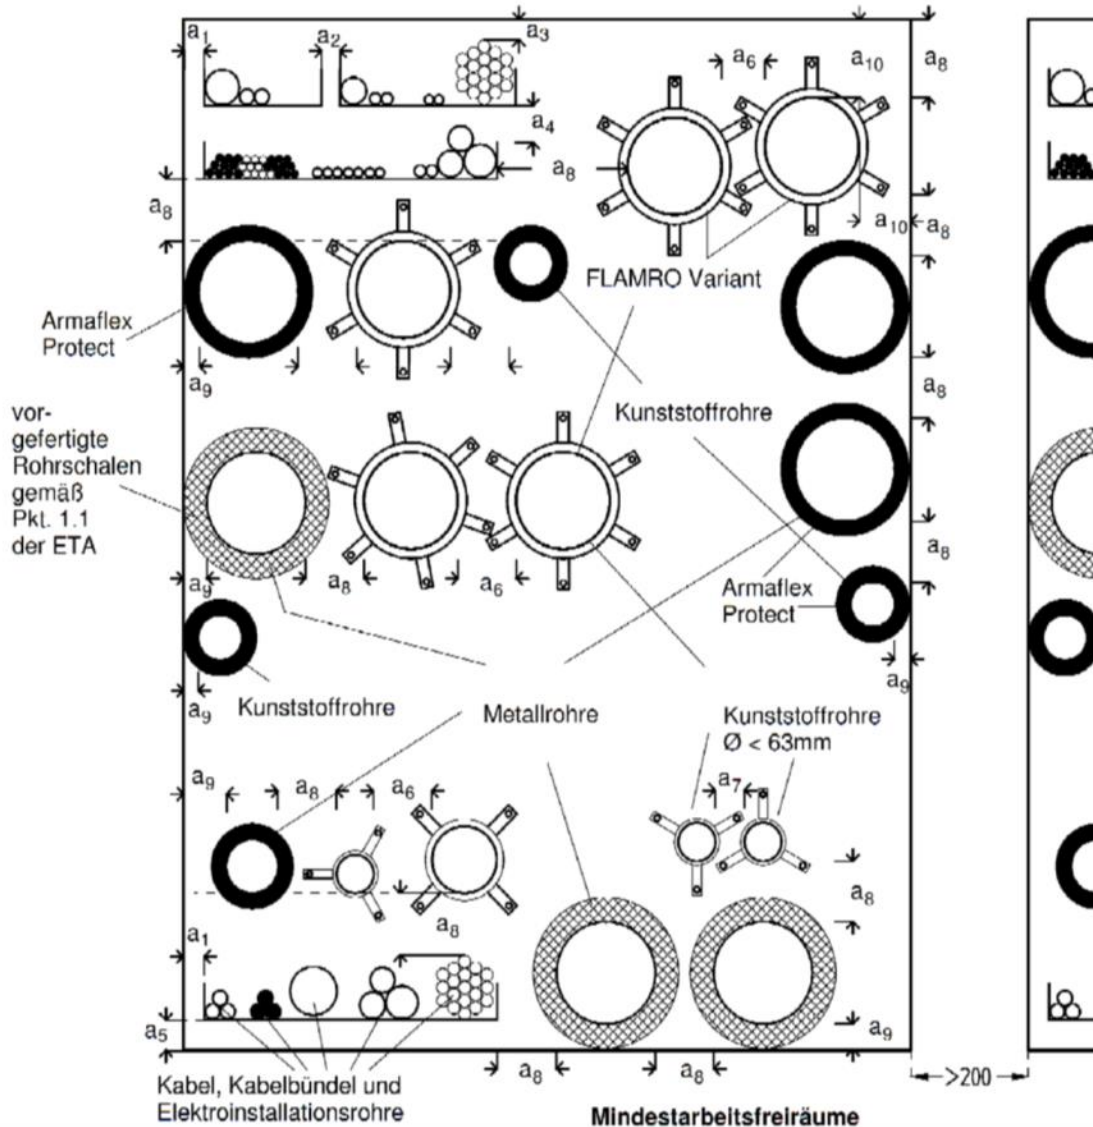 a1
a2
a3
a6
a10
a8
a4
a8
a8
a10
a8
FLAMRO Variant
Armaflex
Protect
a9
a8
Kunststoffrohre
vor-
gefertigte
Rohrschalen
gemäß
Pkt. 1.1
der ETA
a9
a8
a6
a8
Armaflex
Protect
a9
a9
Kunststoffrohre
Metallrohre
Kunststoffrohre
Ø < 63mm
a9
a8
a6
a7
a8
a8
a1
a5
a9
a8
a8
>200
Kabel, Kabelbündel und
Elektroinstallationsrohre
Mindestarbeitsfreiräume